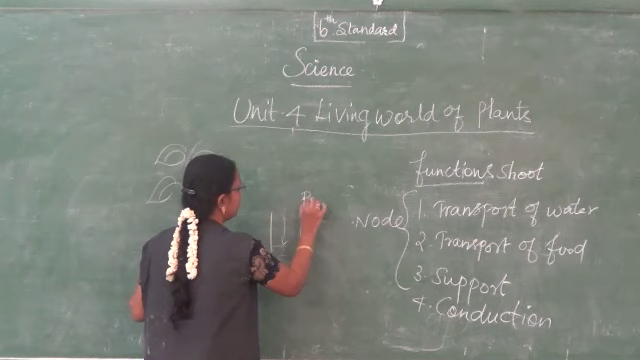 6th Standard
Science
Unit.4 Living world of plants
functions shoot
Node
1. Transport of water
2. Transport of food
3. Support
4. Conduction